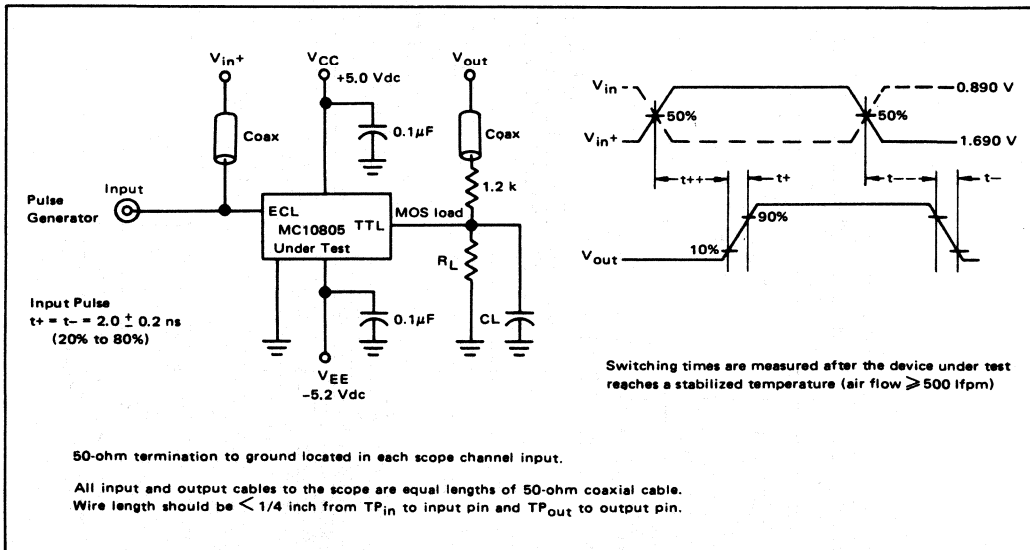 Vin+
VCC
+5.0 Vdc
Vout
Coax
0.1μF
Coax
1.2 k
Pulse
Generator
Input
ECL
MC10805
Under Test
TTL
MOS load
RL
CL
Input Pulse
t+ = t– = 2.0 ± 0.2 ns
(20% to 80%)
0.1μF
VEE
–5.2 Vdc
Vin
0.890 V
50%
50%
Vin+
1.690 V
t++
t+
t––
t–
90%
10%
Vout
Switching times are measured after the device under test
reaches a stabilized temperature (air flow ⩾ 500 lfpm)
50-ohm termination to ground located in each scope channel input.
All input and output cables to the scope are equal lengths of 50-ohm coaxial cable.
Wire length should be < 1/4 inch from TPin to input pin and TPout to output pin.